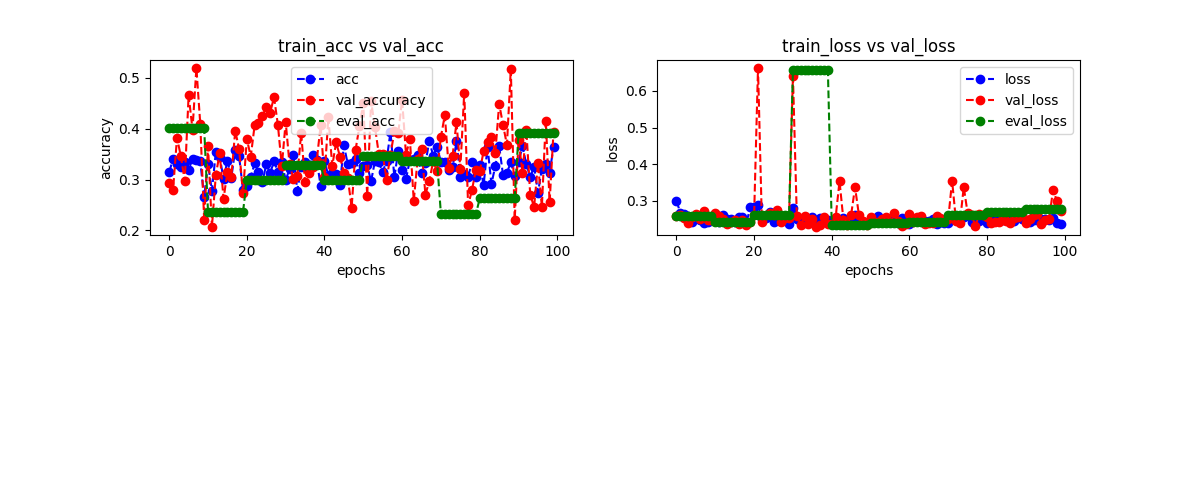 train_acc vs val_acc
accuracy
0.5
0.4
0.3
0.2
acc
val_accuracy
eval_acc
0 20 40 60 80 100
epochs
train_loss vs val_loss
loss
0.6
0.5
0.4
0.3
loss
val_loss
eval_loss
0 20 40 60 80 100
epochs